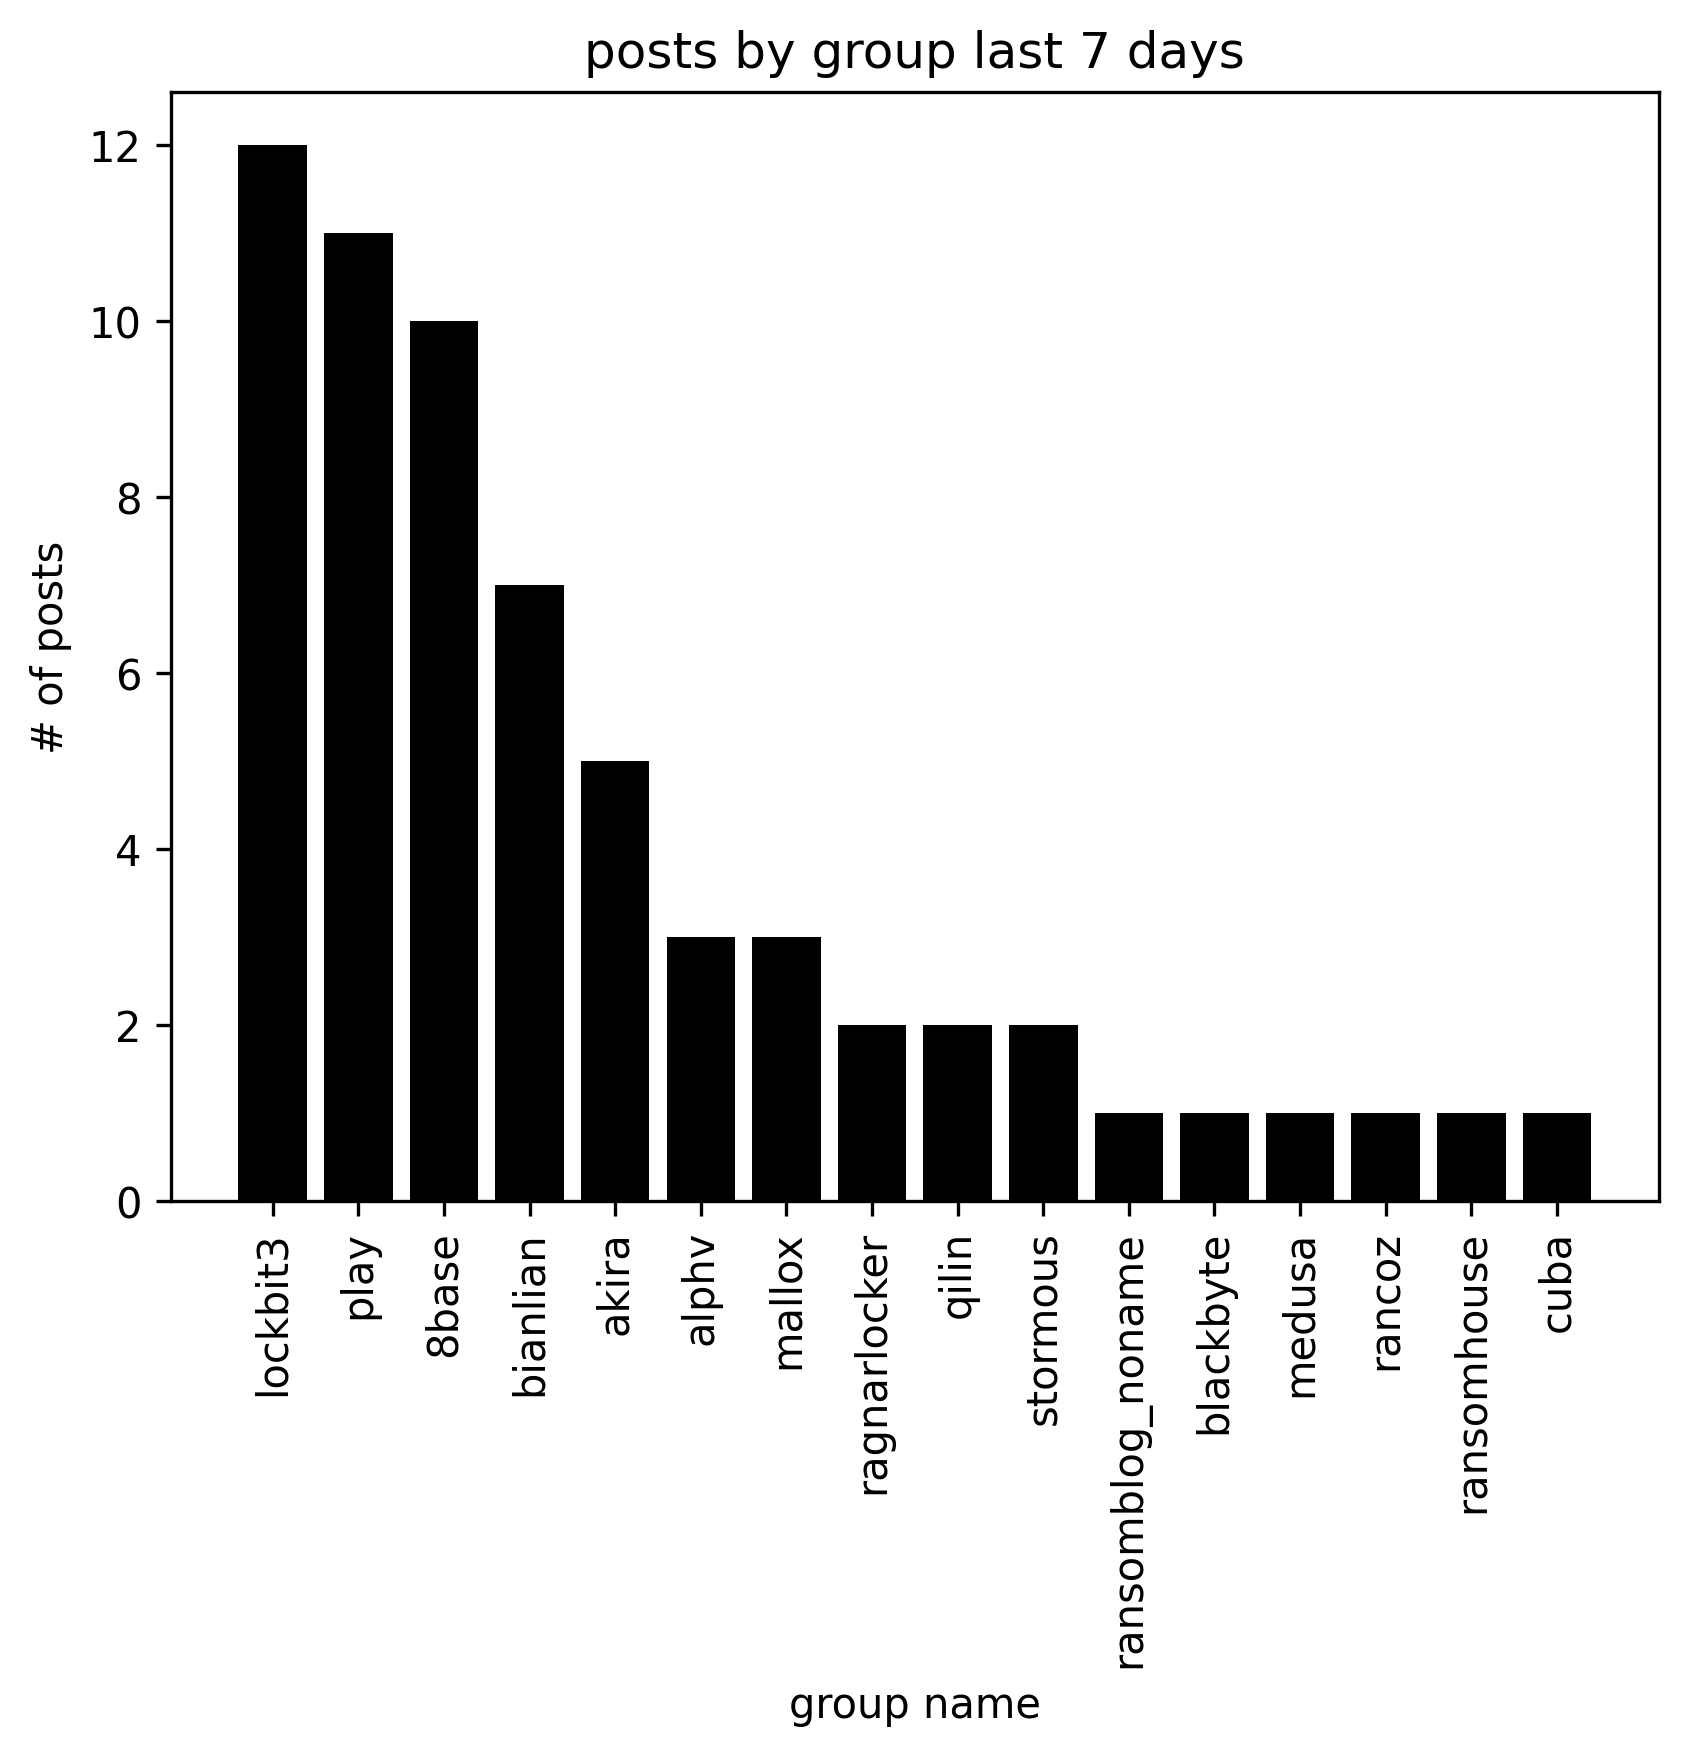 posts by group last 7 days
# of posts
12
10
8
6
4
2
0
lockbit3
play
8base
bianlian
akira
alphv
mallox
ragnarlocker
qilin
stormous
ransomblog_noname
blackbyte
medusa
rancoz
ransomhouse
cuba
group name